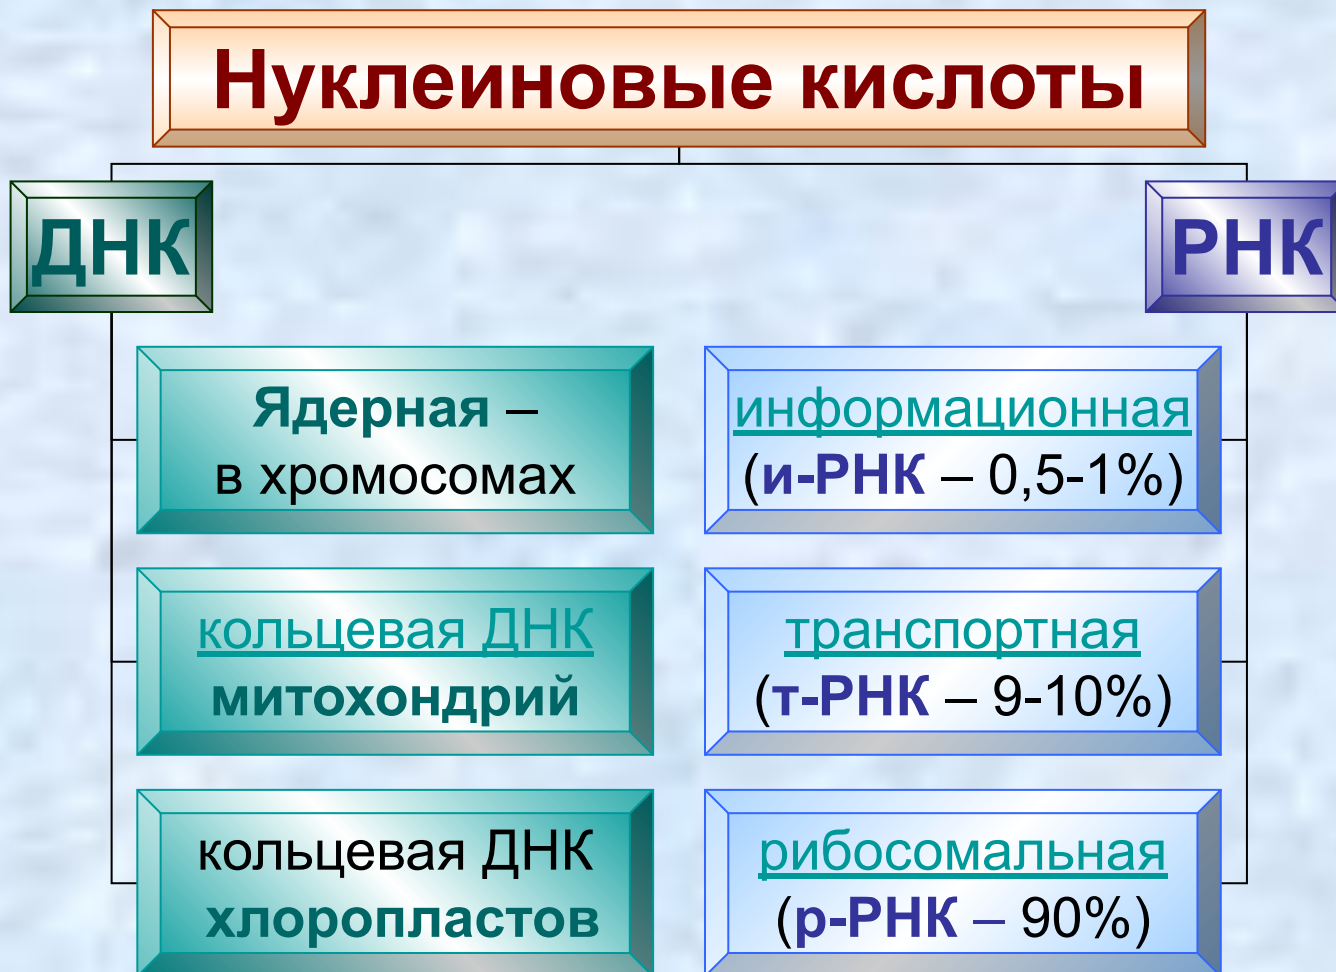 Нуклеиновые кислоты
ДНК
РНК
Ядерная –
в хромосомах
кольцевая ДНК
митохондрий
кольцевая ДНК
хлоропластов
информационная
(и-РНК – 0,5-1%)
транспортная
(т-РНК – 9-10%)
рибосомальная
(р-РНК – 90%)